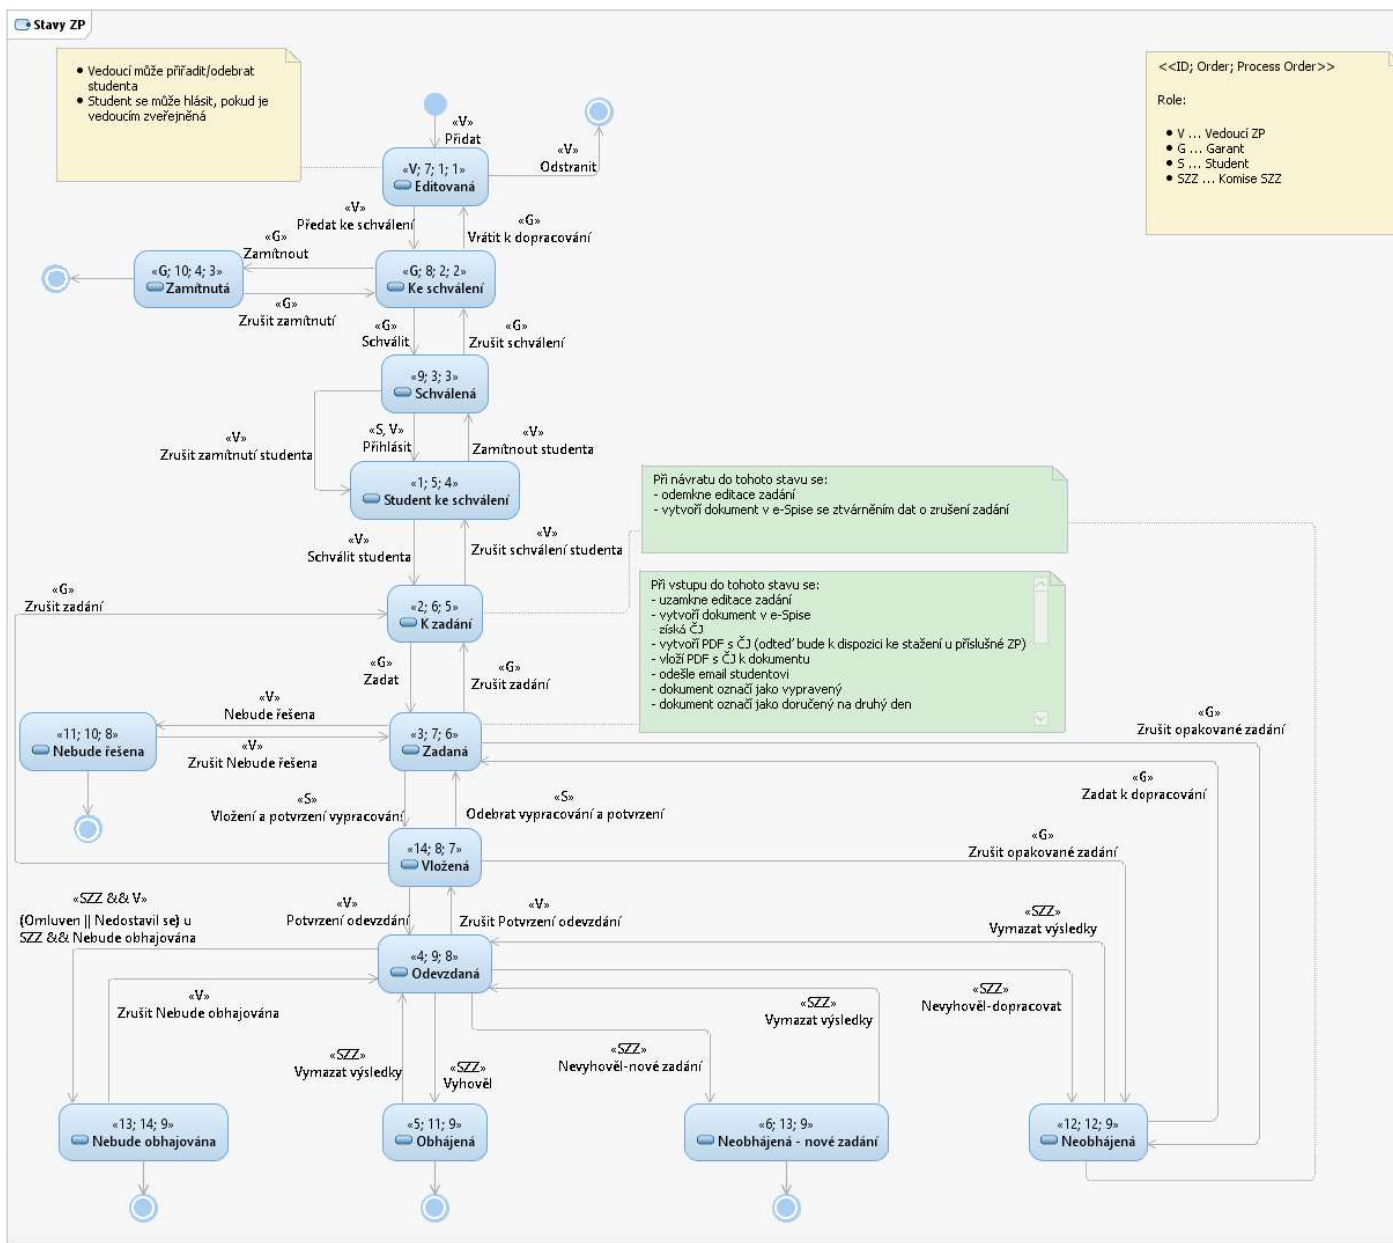 Stavy ZP
● Vedoucí může přiřadit/odebrat
studenta
● Student se může hlásit, pokud je
vedoucím zveřejněná
<<ID; Order; Process Order>>
Role:
● V ... Vedoucí ZP
● G ... Garant
● S ... Student
● SZZ ... Komise SZZ
«V»
Přidat
«V»
Odstranit
«V; 7; 1; 1»
Editovaná
«V»
Předat ke schválení
«G»
Vrátit k dopracování
«G»
Zamítnout
«G; 10; 4; 3»
Zamítnutá
«G; 8; 2; 2»
Ke schválení
«G»
Zrušit zamítnutí
«G»
Schválit
«G»
Zrušit schválení
«9; 3; 3»
Schválená
«V»
Zrušit zamítnutí studenta
«S, V»
Přihlásit
«V»
Zamítnout studenta
«1; 5; 4»
Student ke schválení
Při návratu do tohoto stavu se:
- odemkne editace zadání
- vytvoří dokument v e-Spise se ztvárněním dat o zrušení zadání
«V»
Schválit studenta
«V»
Zrušit schválení studenta
«G»
Zrušit zadání
«2; 6; 5»
K zadání
Při vstupu do tohoto stavu se:
- uzamkne editace zadání
- vytvoří dokument v e-Spise
- získá ČJ
- vytvoří PDF s ČJ (odteď bude k dispozici ke stažení u příslušné ZP)
- vloží PDF s ČJ k dokumentu
- odešle email studentovi
- dokument označí jako vypravený
- dokument označí jako doručený na druhý den
«G»
Zadat
«G»
Zrušit zadání
«V»
Nebude řešena
«11; 10; 8»
Nebude řešena
«V»
Zrušit Nebude řešena
«3; 7; 6»
Zadaná
«G»
Zrušit opakované zadání
«G»
Zadat k dopracování
«S»
Vložení a potvrzení vypracování
«S»
Odebrat vypracování a potvrzení
«14; 8; 7»
Vložená
«G»
Zrušit opakované zadání
«SZZ && V»
(Omluven || Nedostavil se) u
SZZ && Nebude obhajována
«V»
Potvrzení odevzdání
«V»
Zrušit Potvrzení odevzdání
«SZZ»
Vymazat výsledky
«4; 9; 8»
Odevzdaná
«V»
Zrušit Nebude obhajována
«SZZ»
Vymazat výsledky
«SZZ»
Nevyhověl-dopracovat
«SZZ»
Vymazat výsledky
«SZZ»
Vyhověl
«SZZ»
Nevyhověl-nové zadání
«13; 14; 9»
Nebude obhajována
«5; 11; 9»
Obhájená
«6; 13; 9»
Neobhájená - nové zadání
«12; 12; 9»
Neobhájená